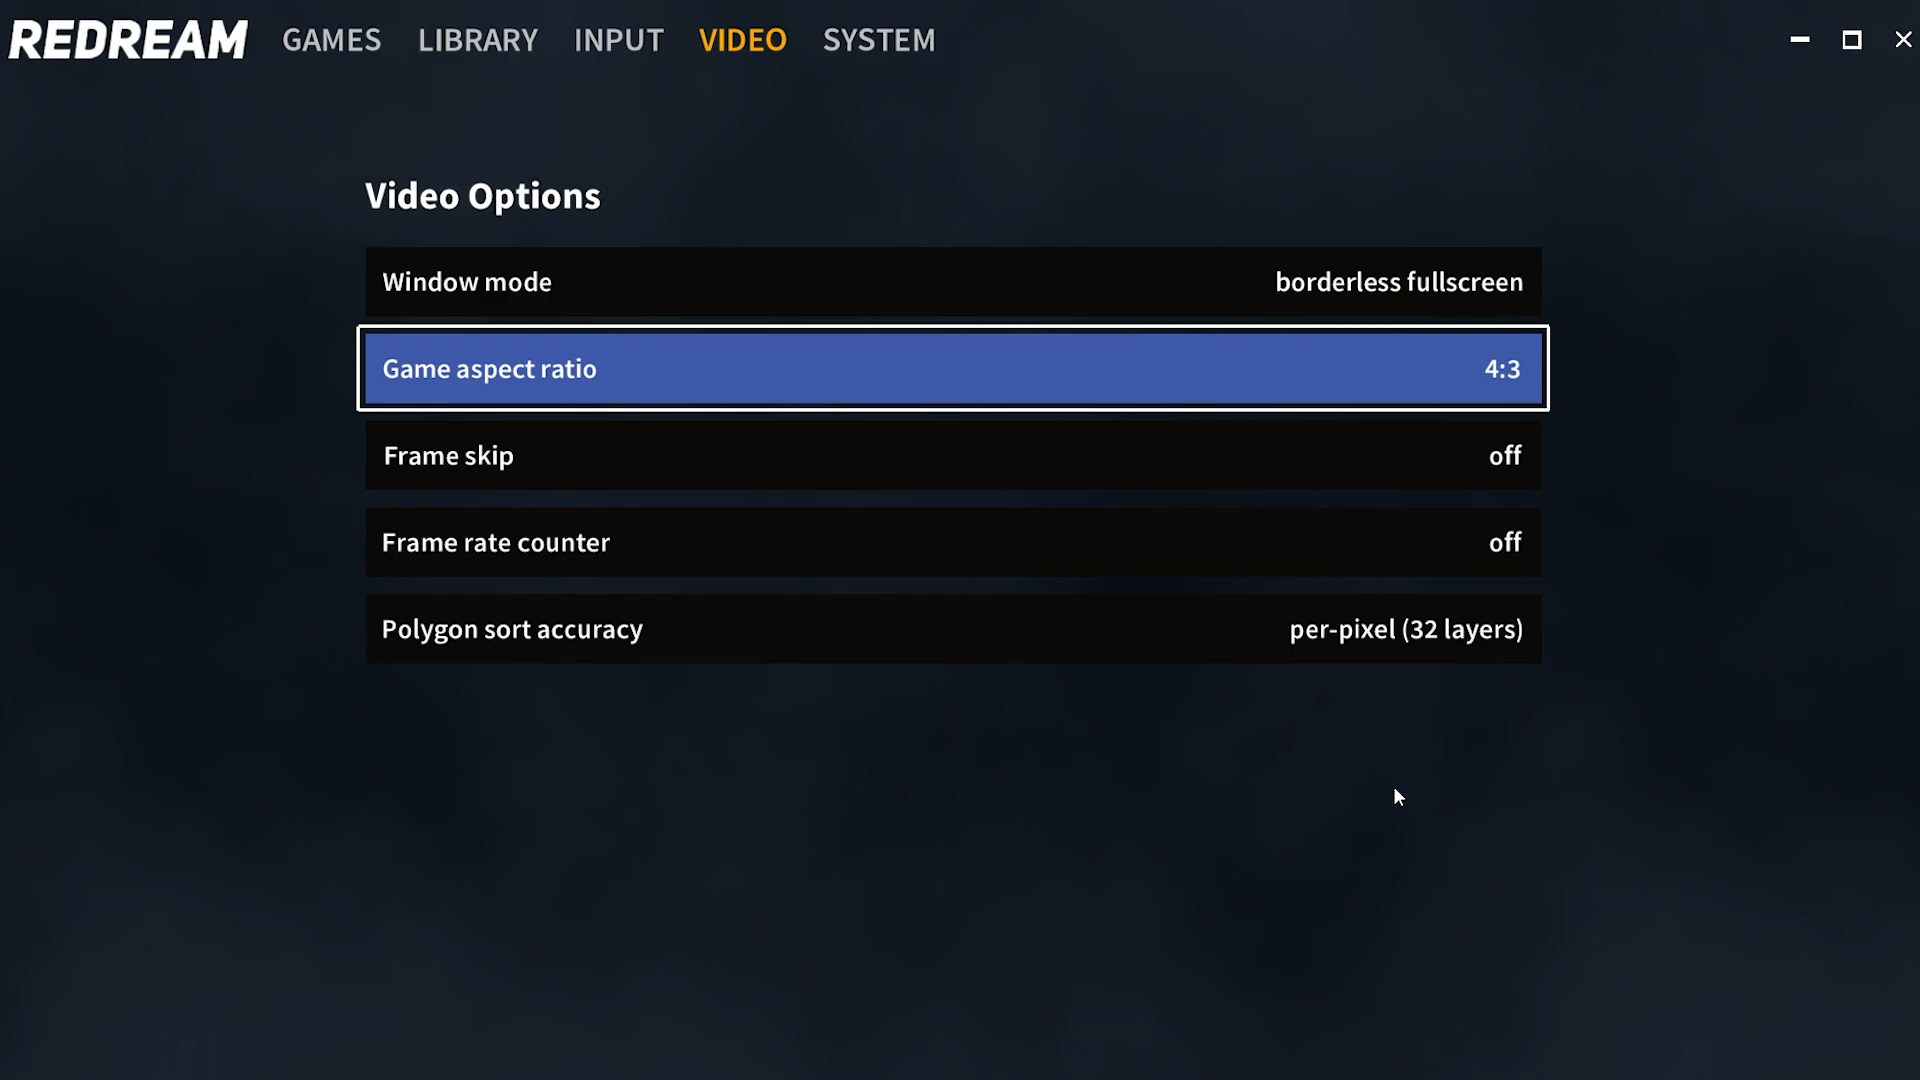 REDREAM GAMES LIBRARY INPUT VIDEO SYSTEM
Video Options
Window mode borderless fullscreen
Game aspect ratio 4:3
Frame skip off
Frame rate counter off
Polygon sort accuracy per-pixel (32 layers)